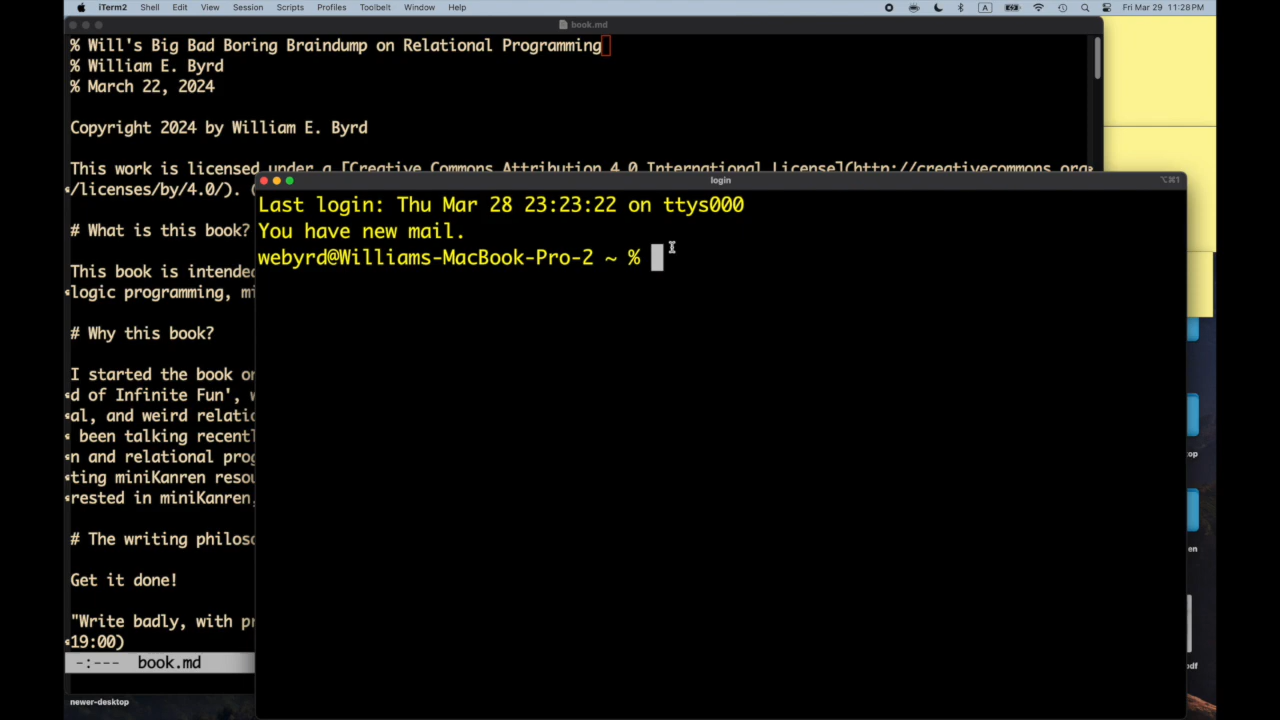 iTerm2 Shell Edit View Session Scripts Profiles Toolbelt Window Help A Fri Mar 29 11:28 PM
book.md
% Will's Big Bad Boring Braindump on Relational Programming
% William E. Byrd
% March 22, 2024
Copyright 2024 by William E. Byrd
This work is licensed under a [Creative Commons Attribution 4.0 International License](http://creativecommons.org
/licenses/by/4.0/). (
# What is this book?
This book is intended
logic programming, mi
# Why this book?
I started the book on
d of Infinite Fun', w
al, and weird relatio
been talking recently
n and relational prog
ting miniKanren resou
rested in miniKanren,
# The writing philoso
Get it done!
"Write badly, with pr
19:00)
-:--- book.md
newer-desktop
login
⌥⌘1
Last login: Thu Mar 28 23:23:22 on ttys000
You have new mail.
webyrd@Williams-MacBook-Pro-2 ~ %
op
en
df